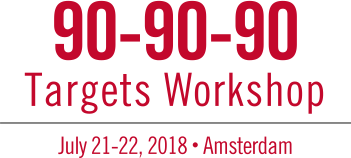 90-90-90
Targets Workshop
July 21-22, 2018 • Amsterdam